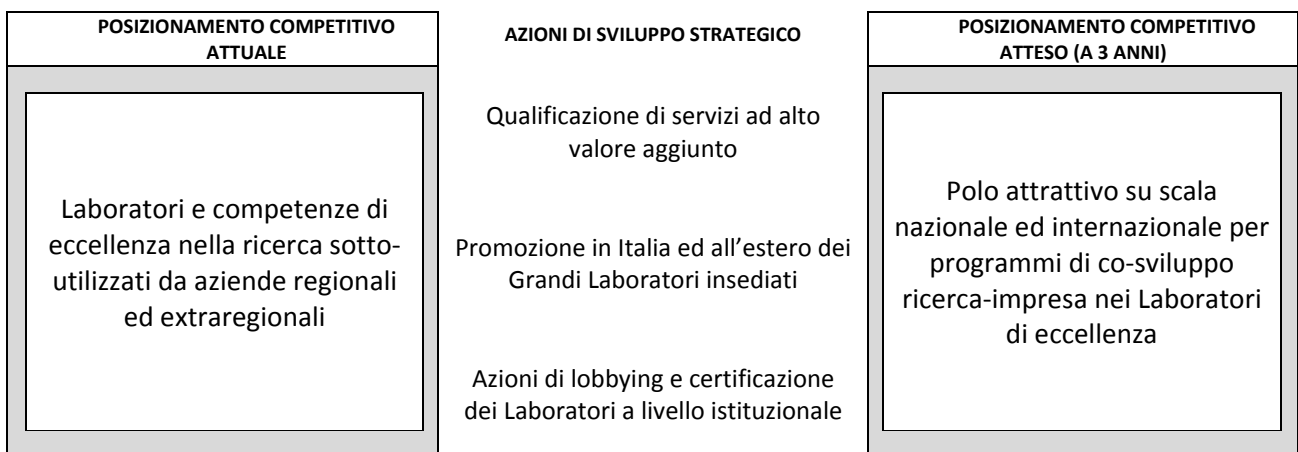 POSIZIONAMENTO COMPETITIVO
ATTUALE
Laboratori e competenze di
eccellenza nella ricerca sotto-
utilizzati da aziende regionali
ed extraregionali
AZIONI DI SVILUPPO STRATEGICO
Qualificazione di servizi ad alto
valore aggiunto
Promozione in Italia ed all’estero dei
Grandi Laboratori insediati
Azioni di lobbying e certificazione
dei Laboratori a livello istituzionale
POSIZIONAMENTO COMPETITIVO
ATTESO (A 3 ANNI)
Polo attrattivo su scala
nazionale ed internazionale per
programmi di co-sviluppo
ricerca-impresa nei Laboratori
di eccellenza